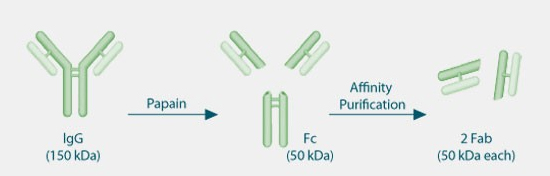 IgG
(150 kDa)
Papain
Fc
(50 kDa)
Affinity
Purification
2 Fab
(50 kDa each)